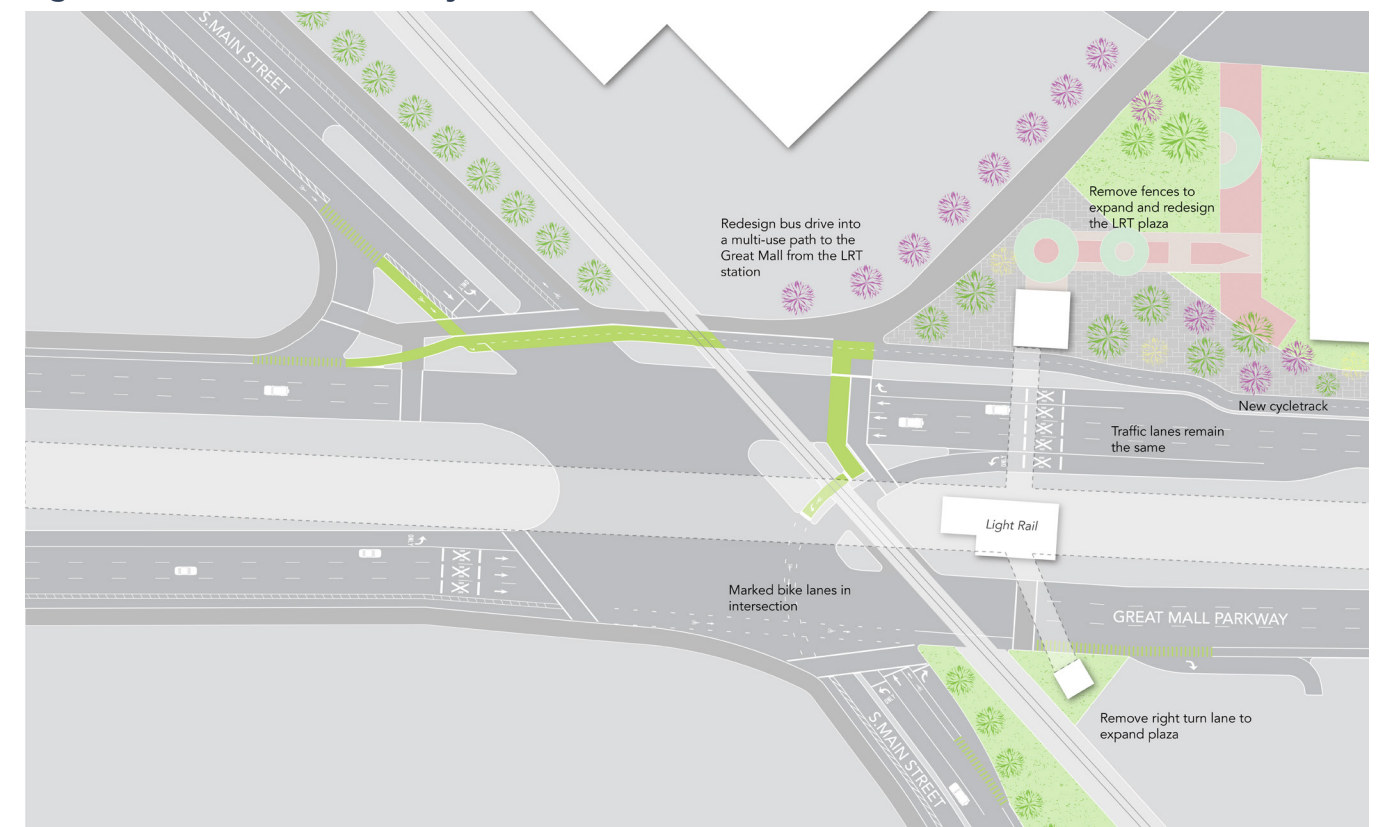 S.MAIN STREET
Remove fences to
expand and redesign
the LRT plaza
Redesign bus drive into
a multi-use path to the
Great Mall from the LRT
station
New cycletrack
Traffic lanes remain
the same
Light Rail
Marked bike lanes in
intersection
GREAT MALL PARKWAY
Remove right turn lane to
expand plaza
S.MAIN STREET